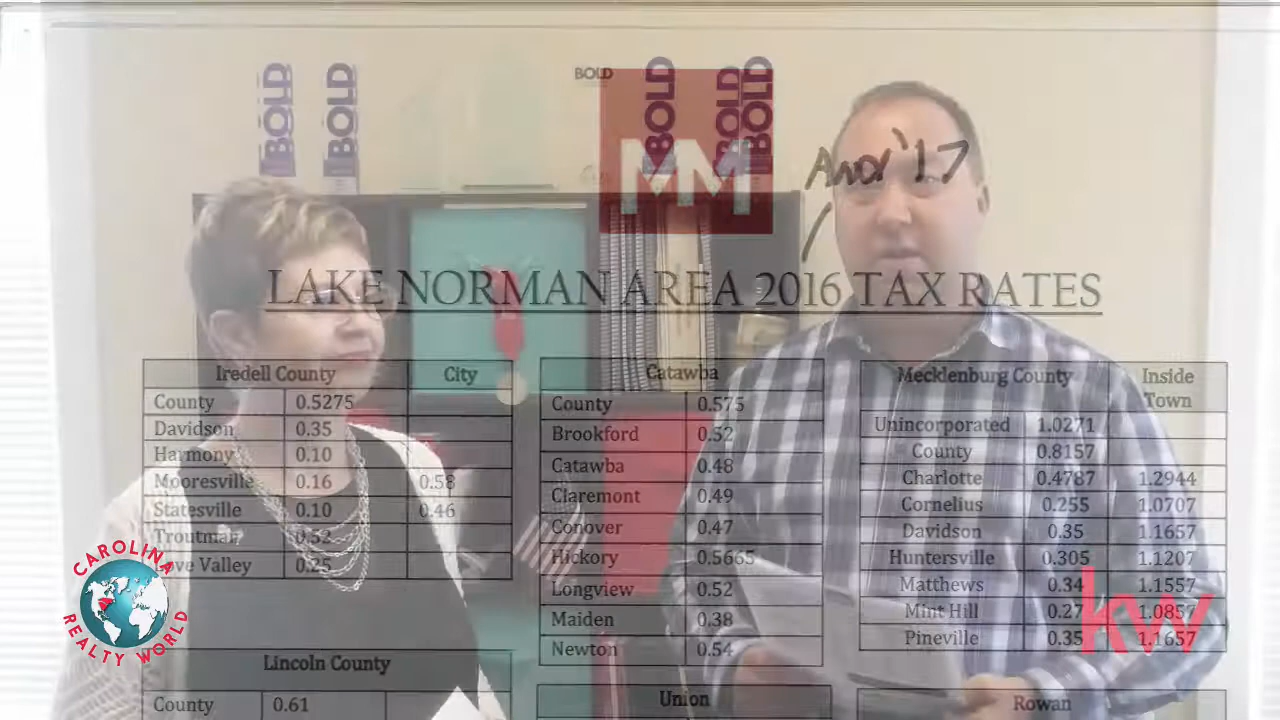 BOLD BOLD BOLD BOLD BOLD BOLD
MM
LAKE NORMAN AREA 2016 TAX RATES
Iredell County City
County 0.5275
Davidson 0.35
Harmony 0.10
Mooresville 0.16 0.58
Statesville 0.10 0.46
Troutman 0.52
Love Valley 0.25
Catawba
County 0.575
Brookford 0.52
Catawba 0.48
Claremont 0.49
Conover 0.47
Hickory 0.5665
Longview 0.52
Maiden 0.38
Newton 0.54
Mecklenburg County Inside
Town
Unincorporated 1.0271
County 0.8157
Charlotte 0.4787 1.2944
Cornelius 0.255 1.0707
Davidson 0.35 1.1657
Huntersville 0.305 1.1207
Matthews 0.34 1.1557
Mint Hill 0.27 1.0857
Pineville 0.35 1.1657
CAROLINA
REALTY WORLD
kw
Lincoln County
County 0.61
Union
Rowan